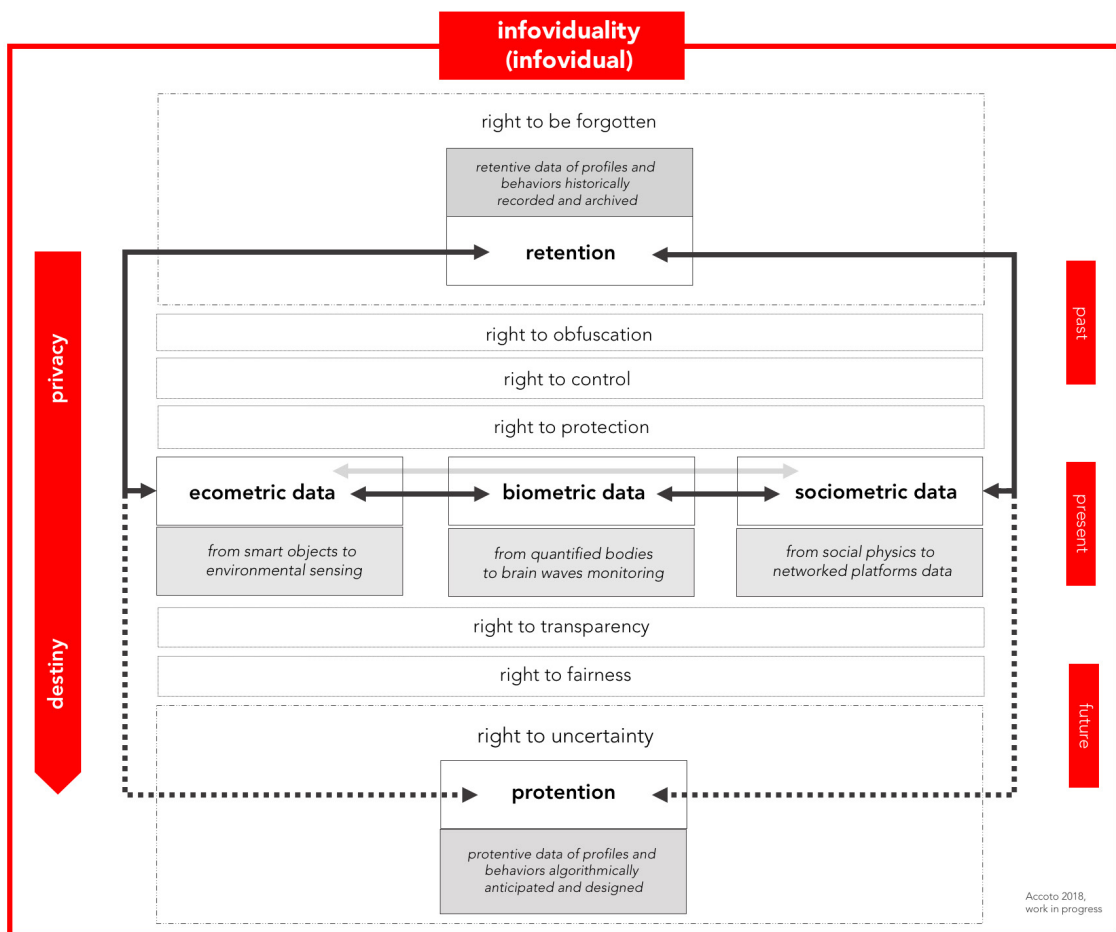 infoviduality
(infovidual)
right to be forgotten
retentive data of profiles and
behaviors historically
recorded and archived
retention
privacy
past
right to obfuscation
right to control
right to protection
ecometric data
biometric data
sociometric data
from smart objects to
environmental sensing
from quantified bodies
to brain waves monitoring
from social physics to
networked platforms data
present
right to transparency
right to fairness
destiny
future
right to uncertainty
protention
protentive data of profiles and
behaviors algorithmically
anticipated and designed
Accoto 2018,
work in progress